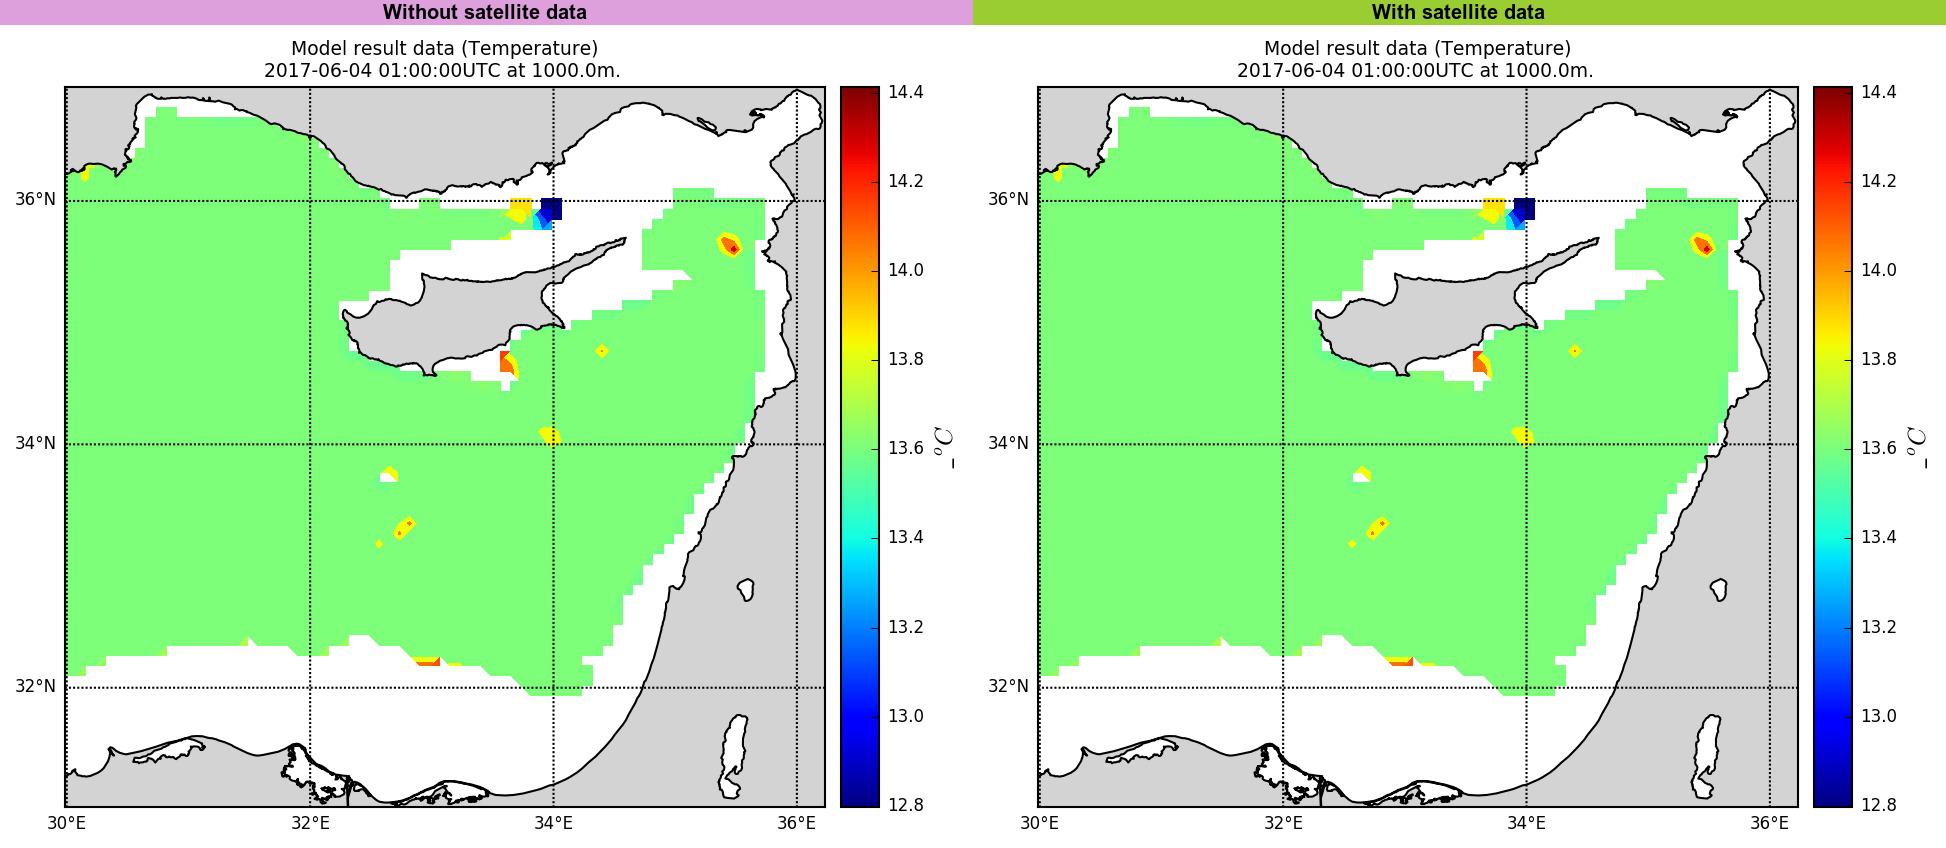 Without satellite data
With satellite data
Model result data (Temperature)
2017-06-04 01:00:00UTC at 1000.0m.
36°N
34°N
32°N
30°E
32°E
34°E
36°E
14.4
14.2
14.0
13.8
13.6
13.4
13.2
13.0
12.8
_°C
Model result data (Temperature)
2017-06-04 01:00:00UTC at 1000.0m.
36°N
34°N
32°N
30°E
32°E
34°E
36°E
14.4
14.2
14.0
13.8
13.6
13.4
13.2
13.0
12.8
_°C